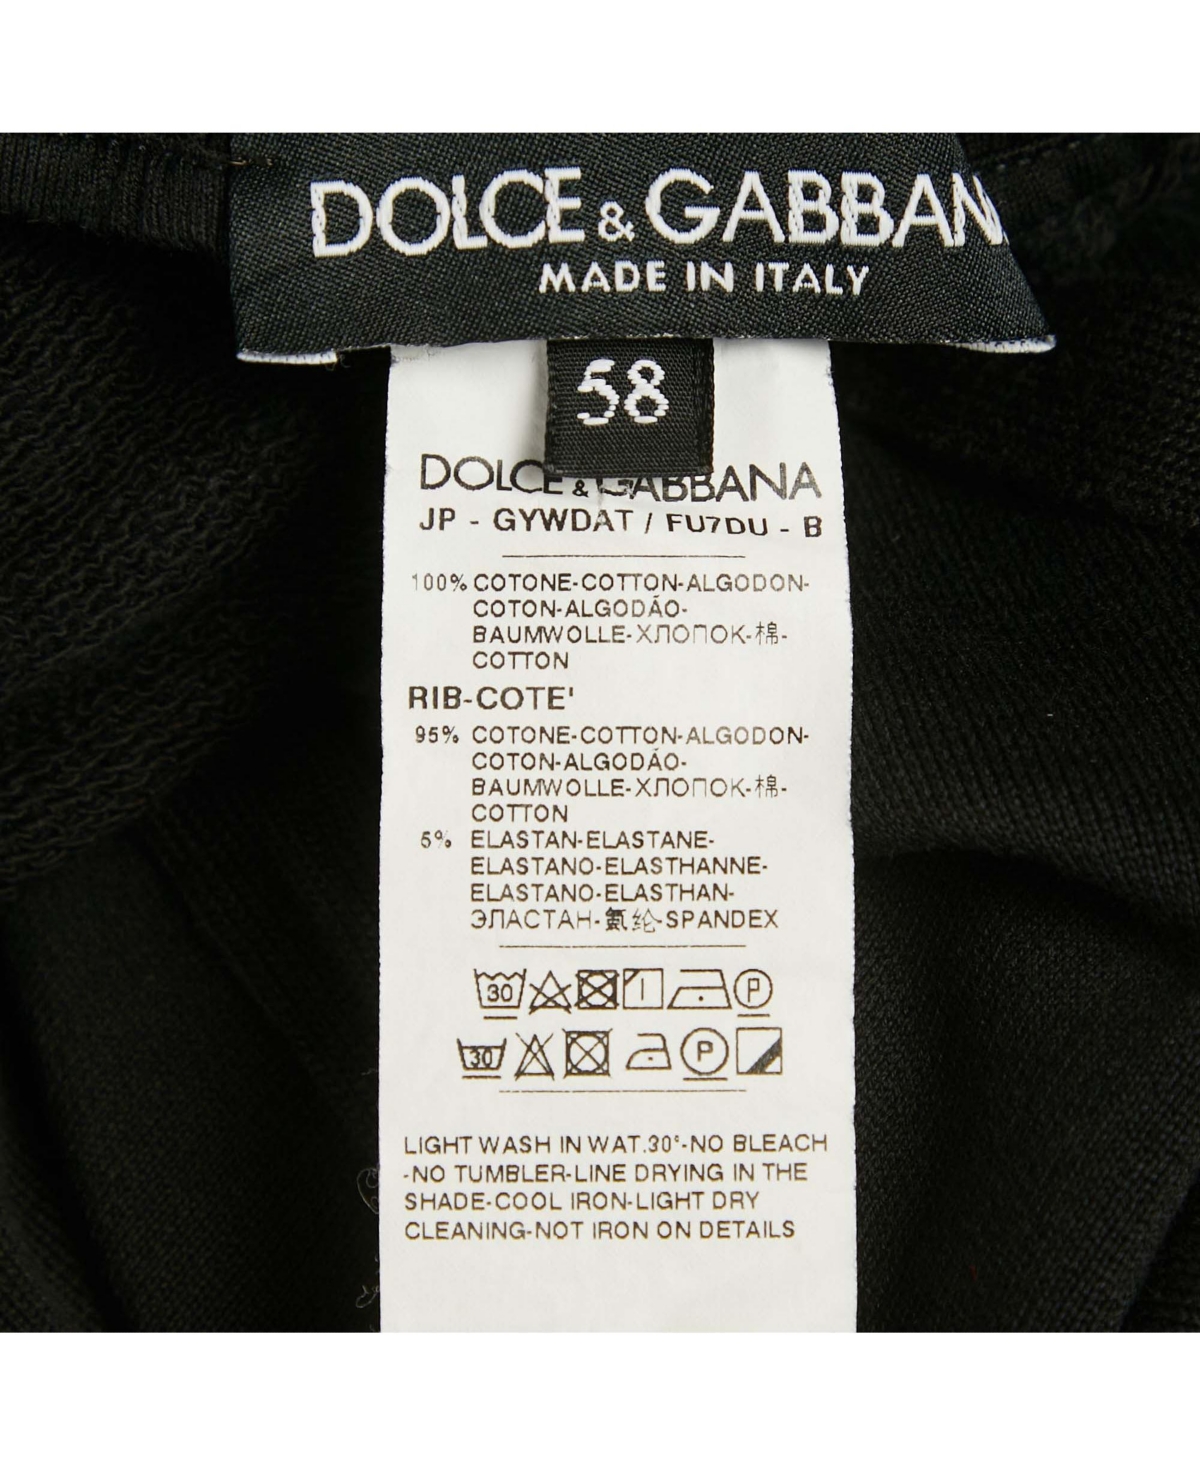 DOLCE & GABBANA
MADE IN ITALY
58
DOLCE & GABBANA
JP - GYWDAT / FU7DU - B
100% COTONE-COTTON-ALGODON-
COTON-ALGODÃO-
BAUMWOLLE-ХЛОПОК-棉-
COTTON
RIB-COTE'
95% COTONE-COTTON-ALGODON-
COTON-ALGODÃO-
BAUMWOLLE-ХЛОПОК-棉-
COTTON
5% ELASTAN-ELASTANE-
ELASTANO-ELASTHANNE-
ELASTANO-ELASTHAN-
ЭЛАСТАН-氨纶-SPANDEX
30 P
30 P
LIGHT WASH IN WAT.30°-NO BLEACH
-NO TUMBLER-LINE DRYING IN THE
SHADE-COOL IRON-LIGHT DRY
CLEANING-NOT IRON ON DETAILS